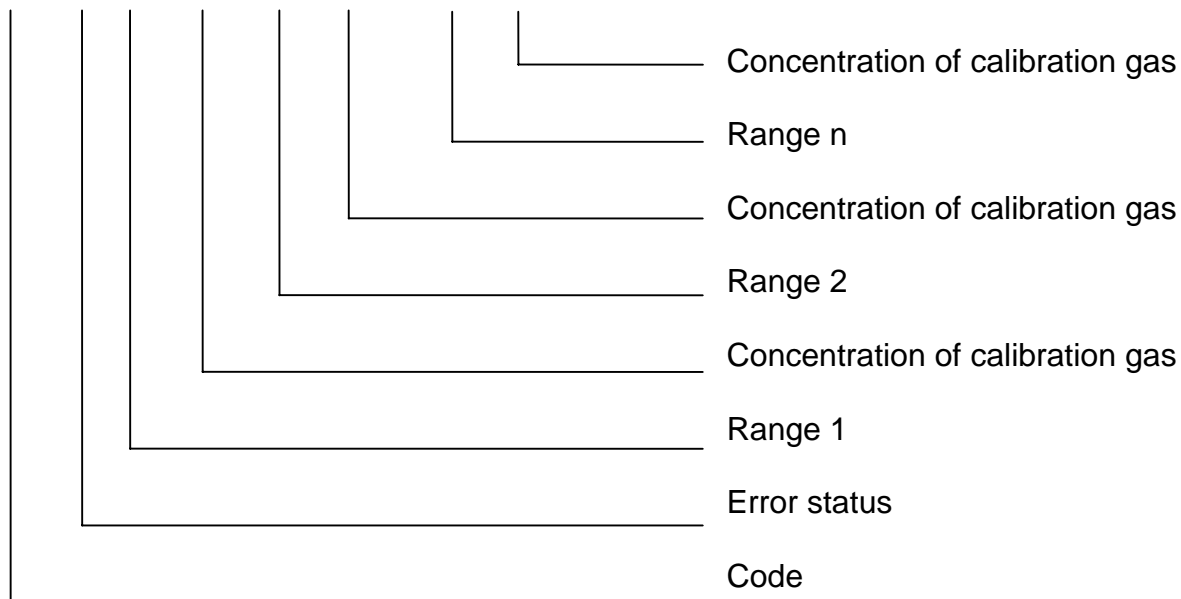 Concentration of calibration gas
Range n
Concentration of calibration gas
Range 2
Concentration of calibration gas
Range 1
Error status
Code